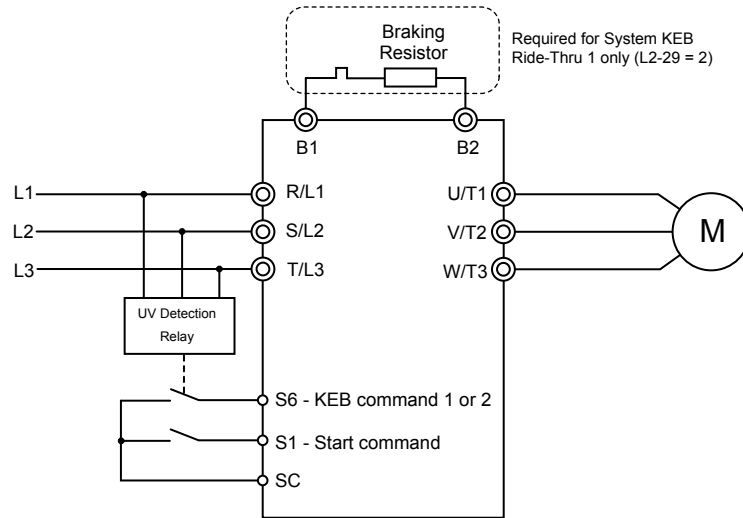 Braking
Resistor
Required for System KEB
Ride-Thru 1 only (L2-29 = 2)
B1
B2
L1
R/L1
U/T1
L2
S/L2
V/T2
M
L3
T/L3
W/T3
UV Detection
Relay
S6 - KEB command 1 or 2
S1 - Start command
SC